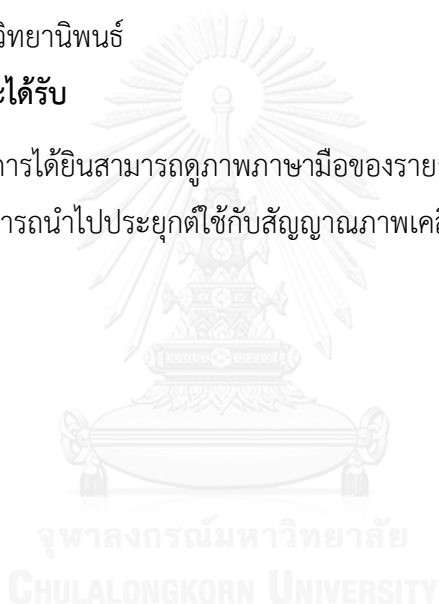 วิทยานิพนธ์
ะได้รับ
การได้ยินสามารถดูภาพภาษามือของราย
ารถนำไปประยุกต์ใช้กับสัญญาณภาพเคลื
จุฬาลงกรณ์มหาวิทยาลัย
CHULALONGKORN UNIVERSITY